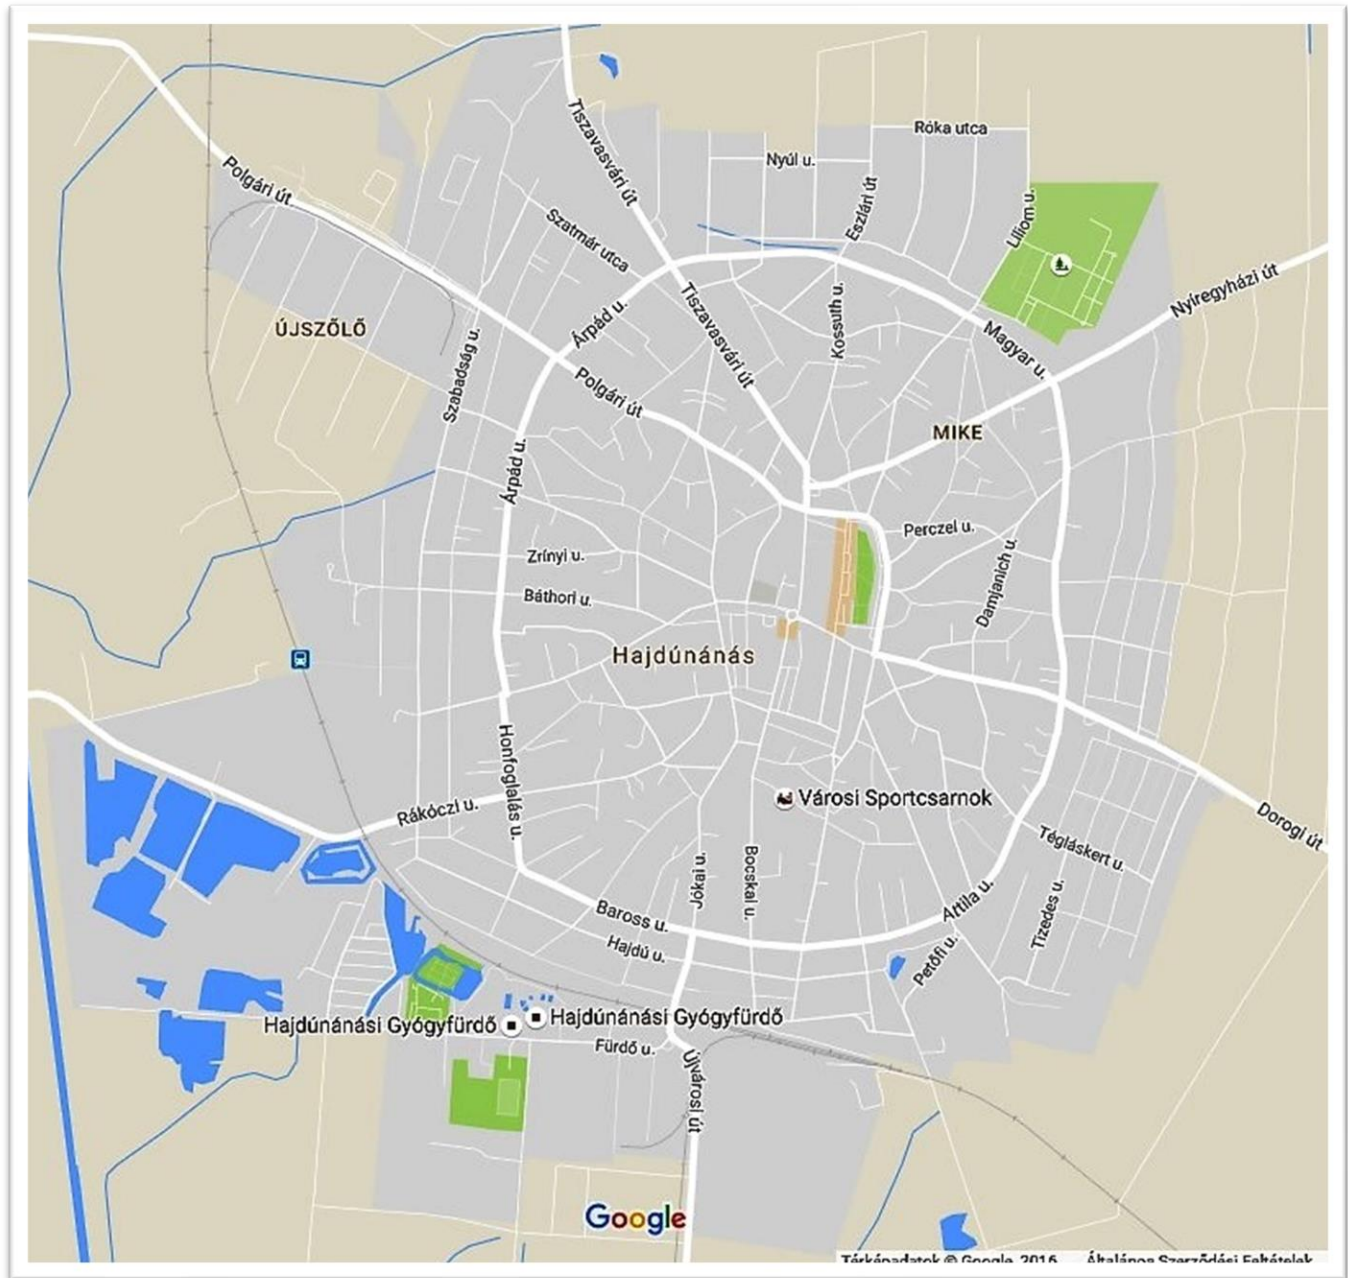 Róka utca
Nyúl u.
Tiszavasvári út
Polgári út
Eszlári út
Liliom u.
Szatmár utca
Nyíregyházi út
Tiszavasvári út
Kossuth u.
Árpád u.
ÚJSZŐLŐ
Magyar u.
Szabadság u.
Polgári út
MIKE
Árpád u.
Perczel u.
Zrínyi u.
Damjanich u.
Báthori u.
Hajdúnánás
Honfoglalás u.
Városi Sportcsarnok
Rákóczi u.
Dorogi út
Tégláskert u.
Jókai u.
Bocskai u.
Attila u.
Baross u.
Tizedes u.
Hajdú u.
Petőfi u.
Hajdúnánási Gyógyfürdő
Hajdúnánási Gyógyfürdő
Fürdő u.
Újvárosi út
Google
Térképadatok © Google, 2016 Általános Szerződési Feltételek